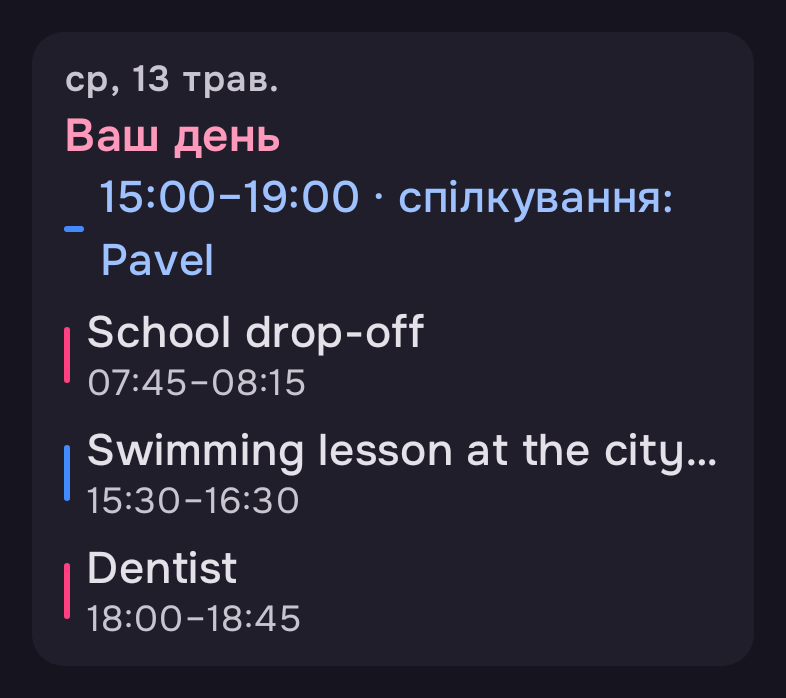 ср, 13 трав.
Ваш день
15:00–19:00 · спілкування:
Pavel
School drop-off
07:45–08:15
Swimming lesson at the city…
15:30–16:30
Dentist
18:00–18:45